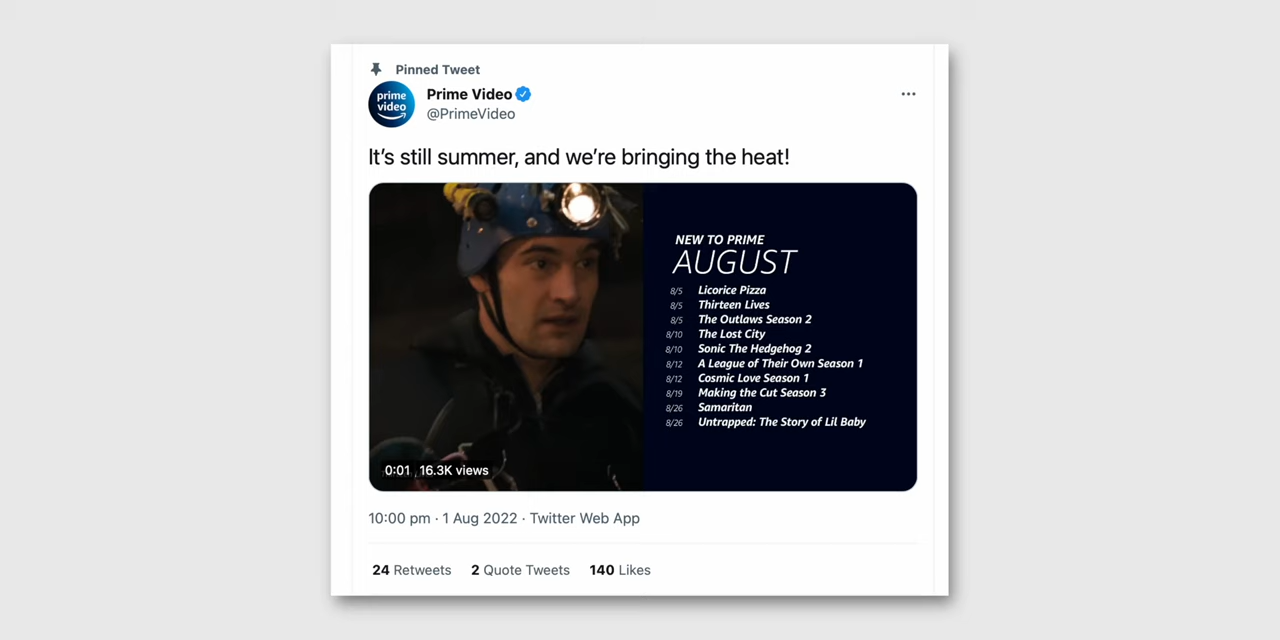 Pinned Tweet
prime
video
Prime Video
@PrimeVideo
It's still summer, and we're bringing the heat!
NEW TO PRIME
AUGUST
8/5 Licorice Pizza
8/5 Thirteen Lives
8/5 The Outlaws Season 2
8/10 The Lost City
8/10 Sonic The Hedgehog 2
8/12 A League of Their Own Season 1
8/12 Cosmic Love Season 1
8/19 Making the Cut Season 3
8/26 Samaritan
8/26 Untrapped: The Story of Lil Baby
0:01 16.3K views
10:00 pm · 1 Aug 2022 · Twitter Web App
24 Retweets 2 Quote Tweets 140 Likes